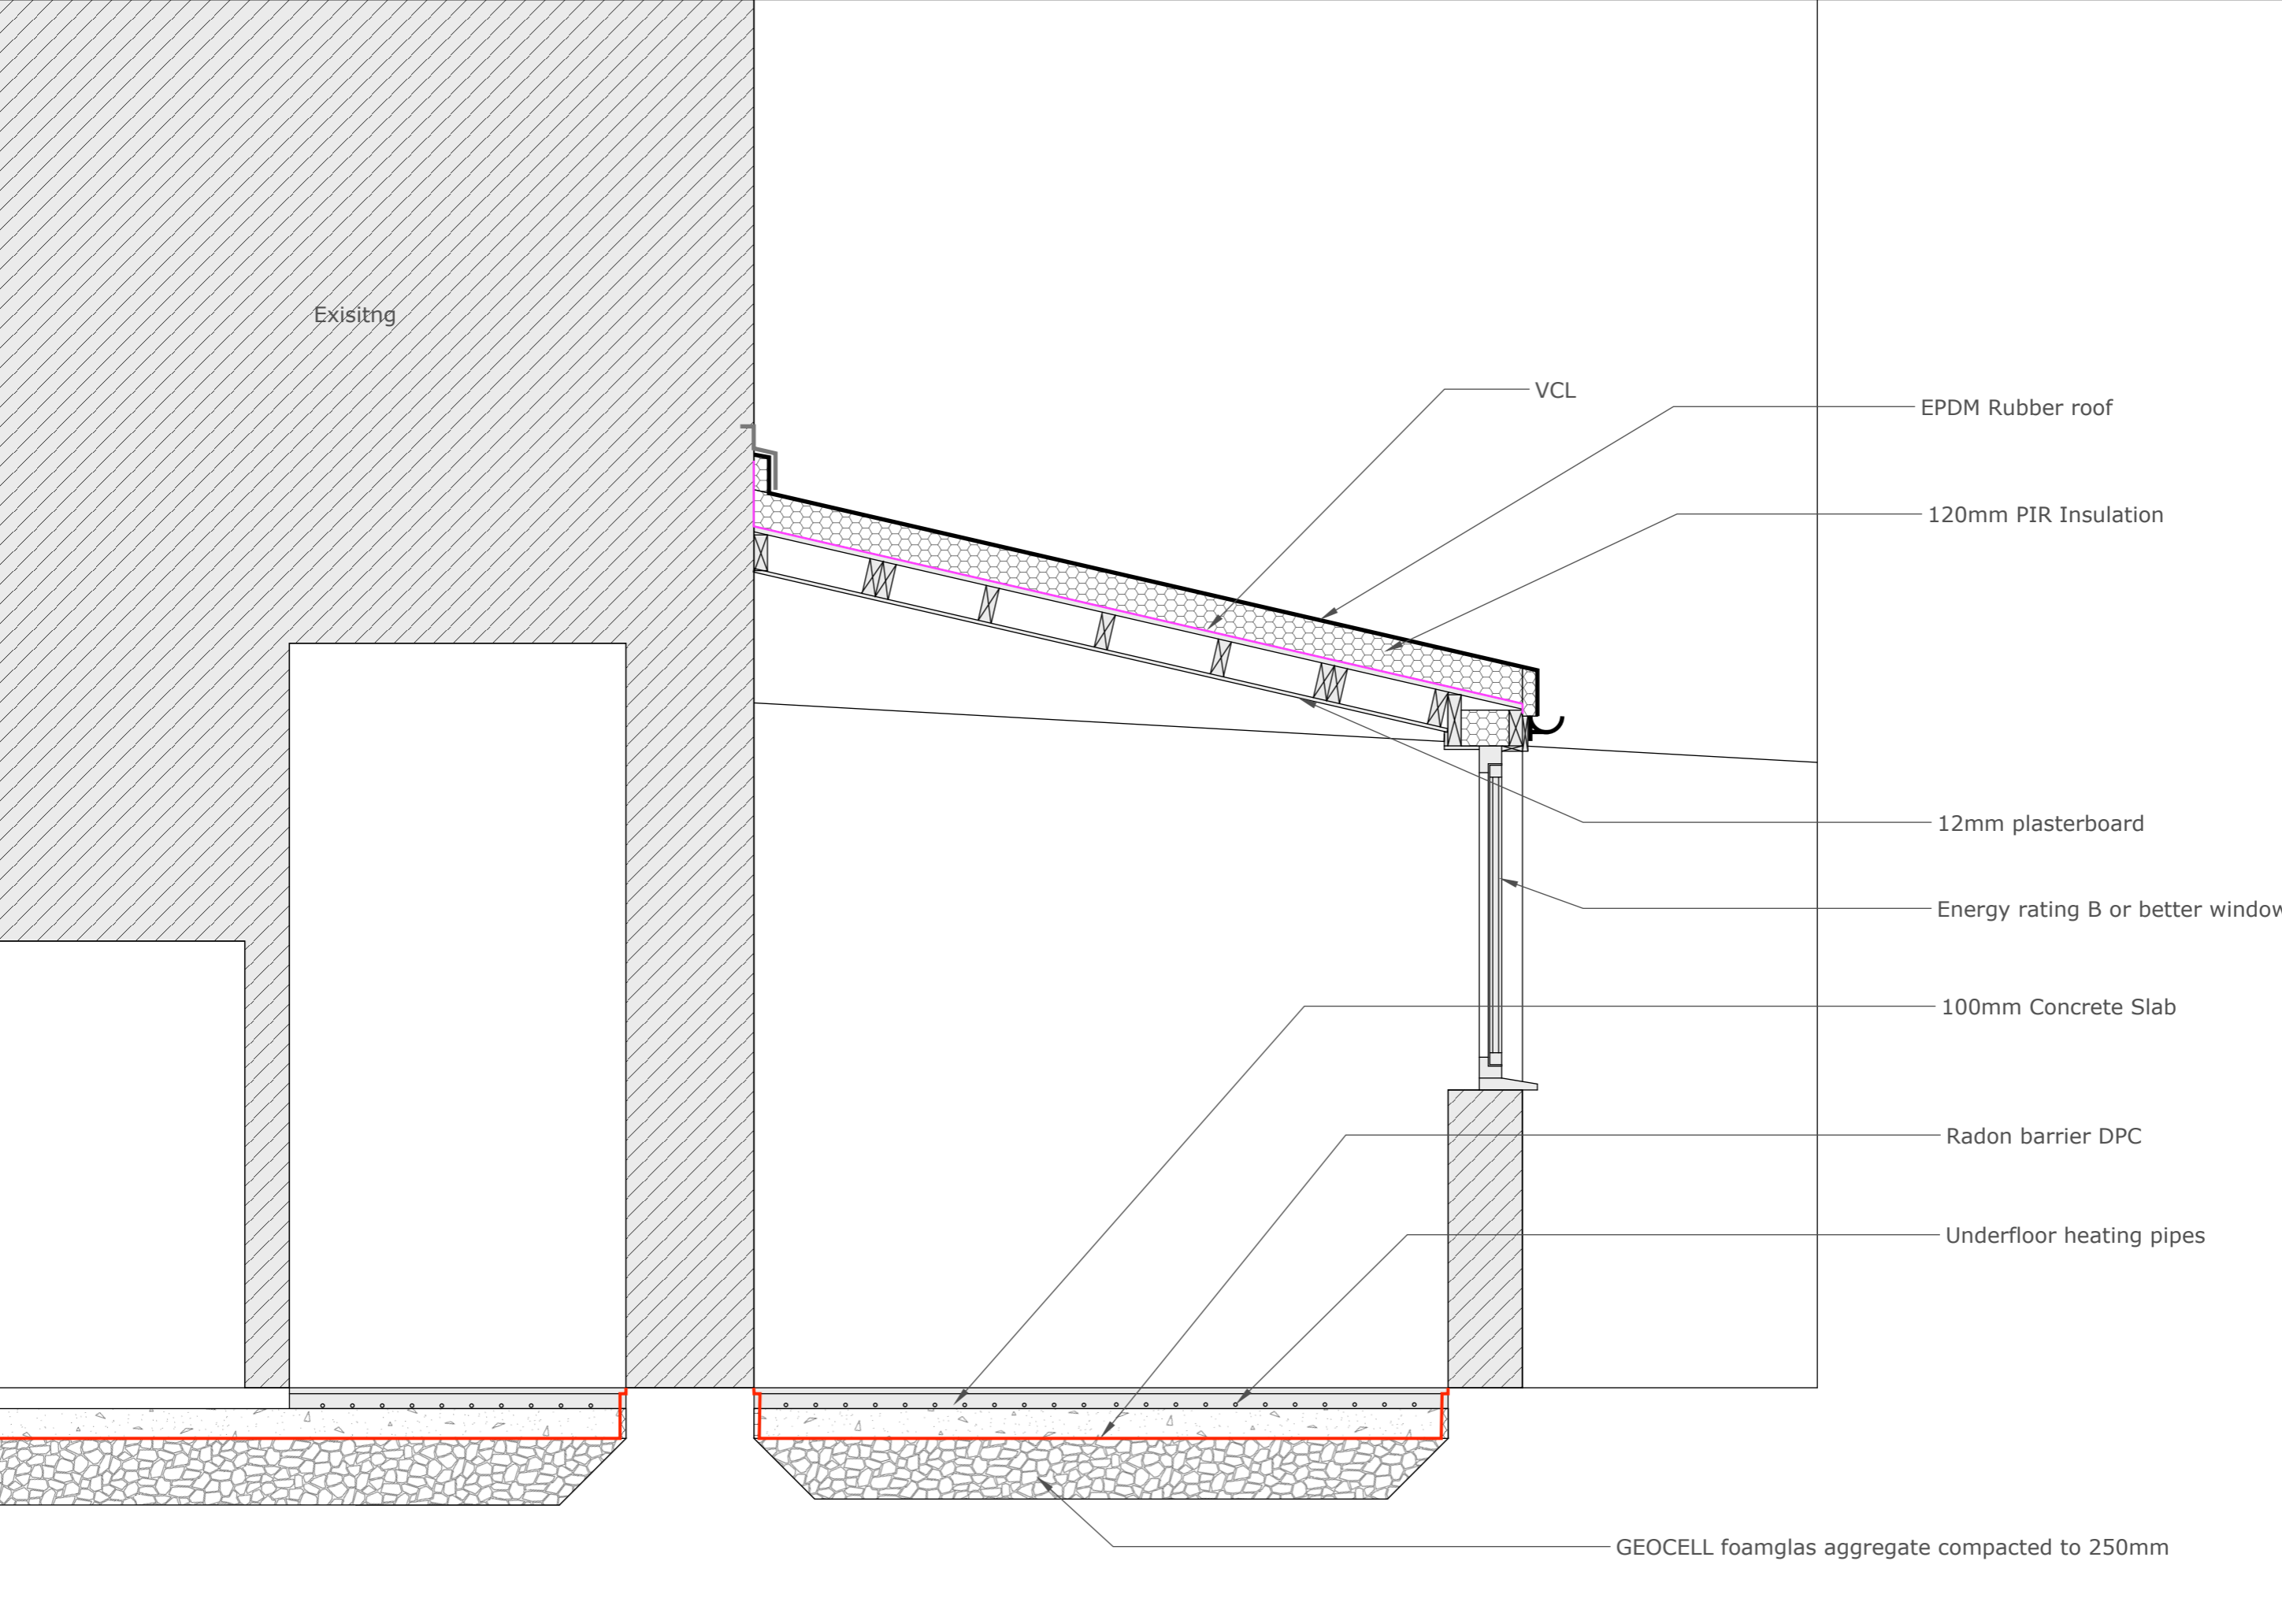 Exisitng
VCL
EPDM Rubber roof
120mm PIR Insulation
12mm plasterboard
Energy rating B or better window
100mm Concrete Slab
Radon barrier DPC
Underfloor heating pipes
GEOCELL foamglas aggregate compacted to 250mm